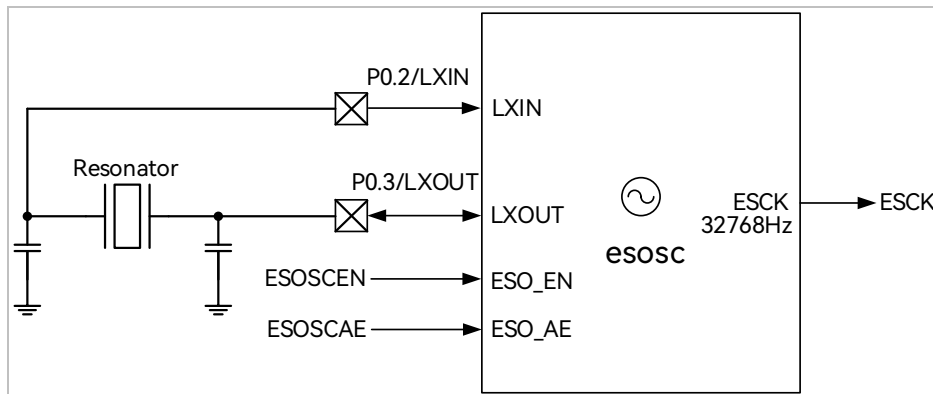 P0.2/LXIN
LXIN
Resonator
P0.3/LXOUT
LXOUT
ESCK
32768Hz
ESCK
esosc
ESOSCEN
ESO_EN
ESOSCAE
ESO_AE